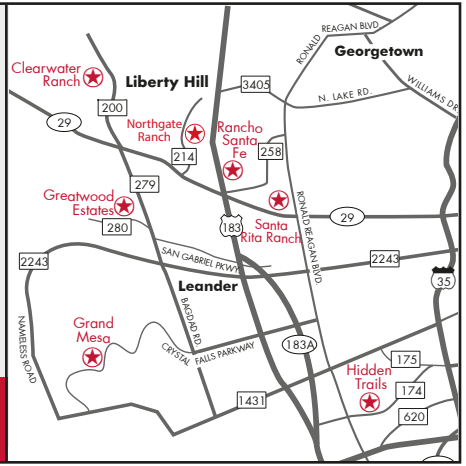 RONALD REAGAN BLVD
Georgetown
Clearwater
Ranch
Liberty Hill
3405
N. LAKE RD.
WILLIAMS DR.
200
29
Northgate
Ranch
Rancho
Santa
Fe
214
258
279
Greatwood
Estates
280
183
Santa
Rita Ranch
RONALD REAGAN BLVD.
29
2243
SAN GABRIEL PKWY
2243
35
Leander
NAMELESS ROAD
BAGDAD RD.
Grand
Mesa
CRYSTAL FALLS PARKWAY
183A
175
Hidden
Trails
174
1431
620